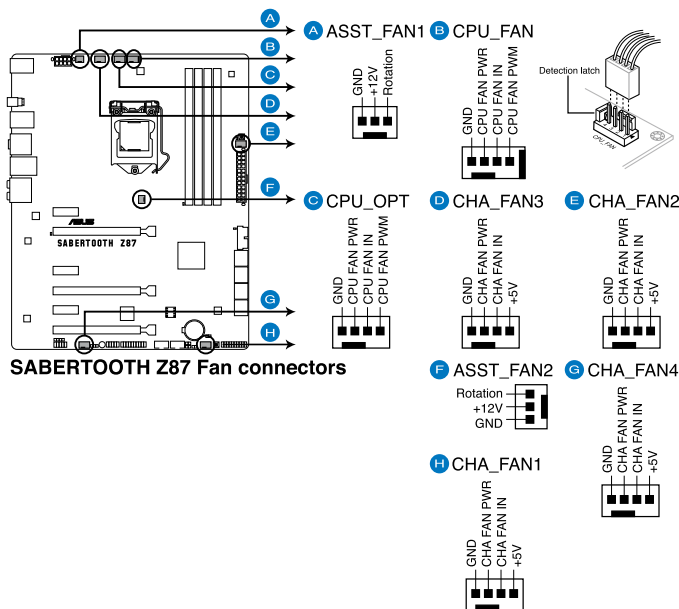 A
B
C
D
E
F
G
H
ASUS
SABERTOOTH Z87
SABERTOOTH Z87 Fan connectors
A ASST_FAN1
GND
+12V
Rotation
B CPU_FAN
GND
CPU FAN PWR
CPU FAN IN
CPU FAN PWM
Detection latch
CPU_FAN
C CPU_OPT
GND
CPU FAN PWR
CPU FAN IN
CPU FAN PWM
D CHA_FAN3
GND
CHA FAN PWR
CHA FAN IN
+5V
E CHA_FAN2
GND
CHA FAN PWR
CHA FAN IN
+5V
F ASST_FAN2
Rotation
+12V
GND
G CHA_FAN4
GND
CHA FAN PWR
CHA FAN IN
+5V
H CHA_FAN1
GND
CHA FAN PWR
CHA FAN IN
+5V